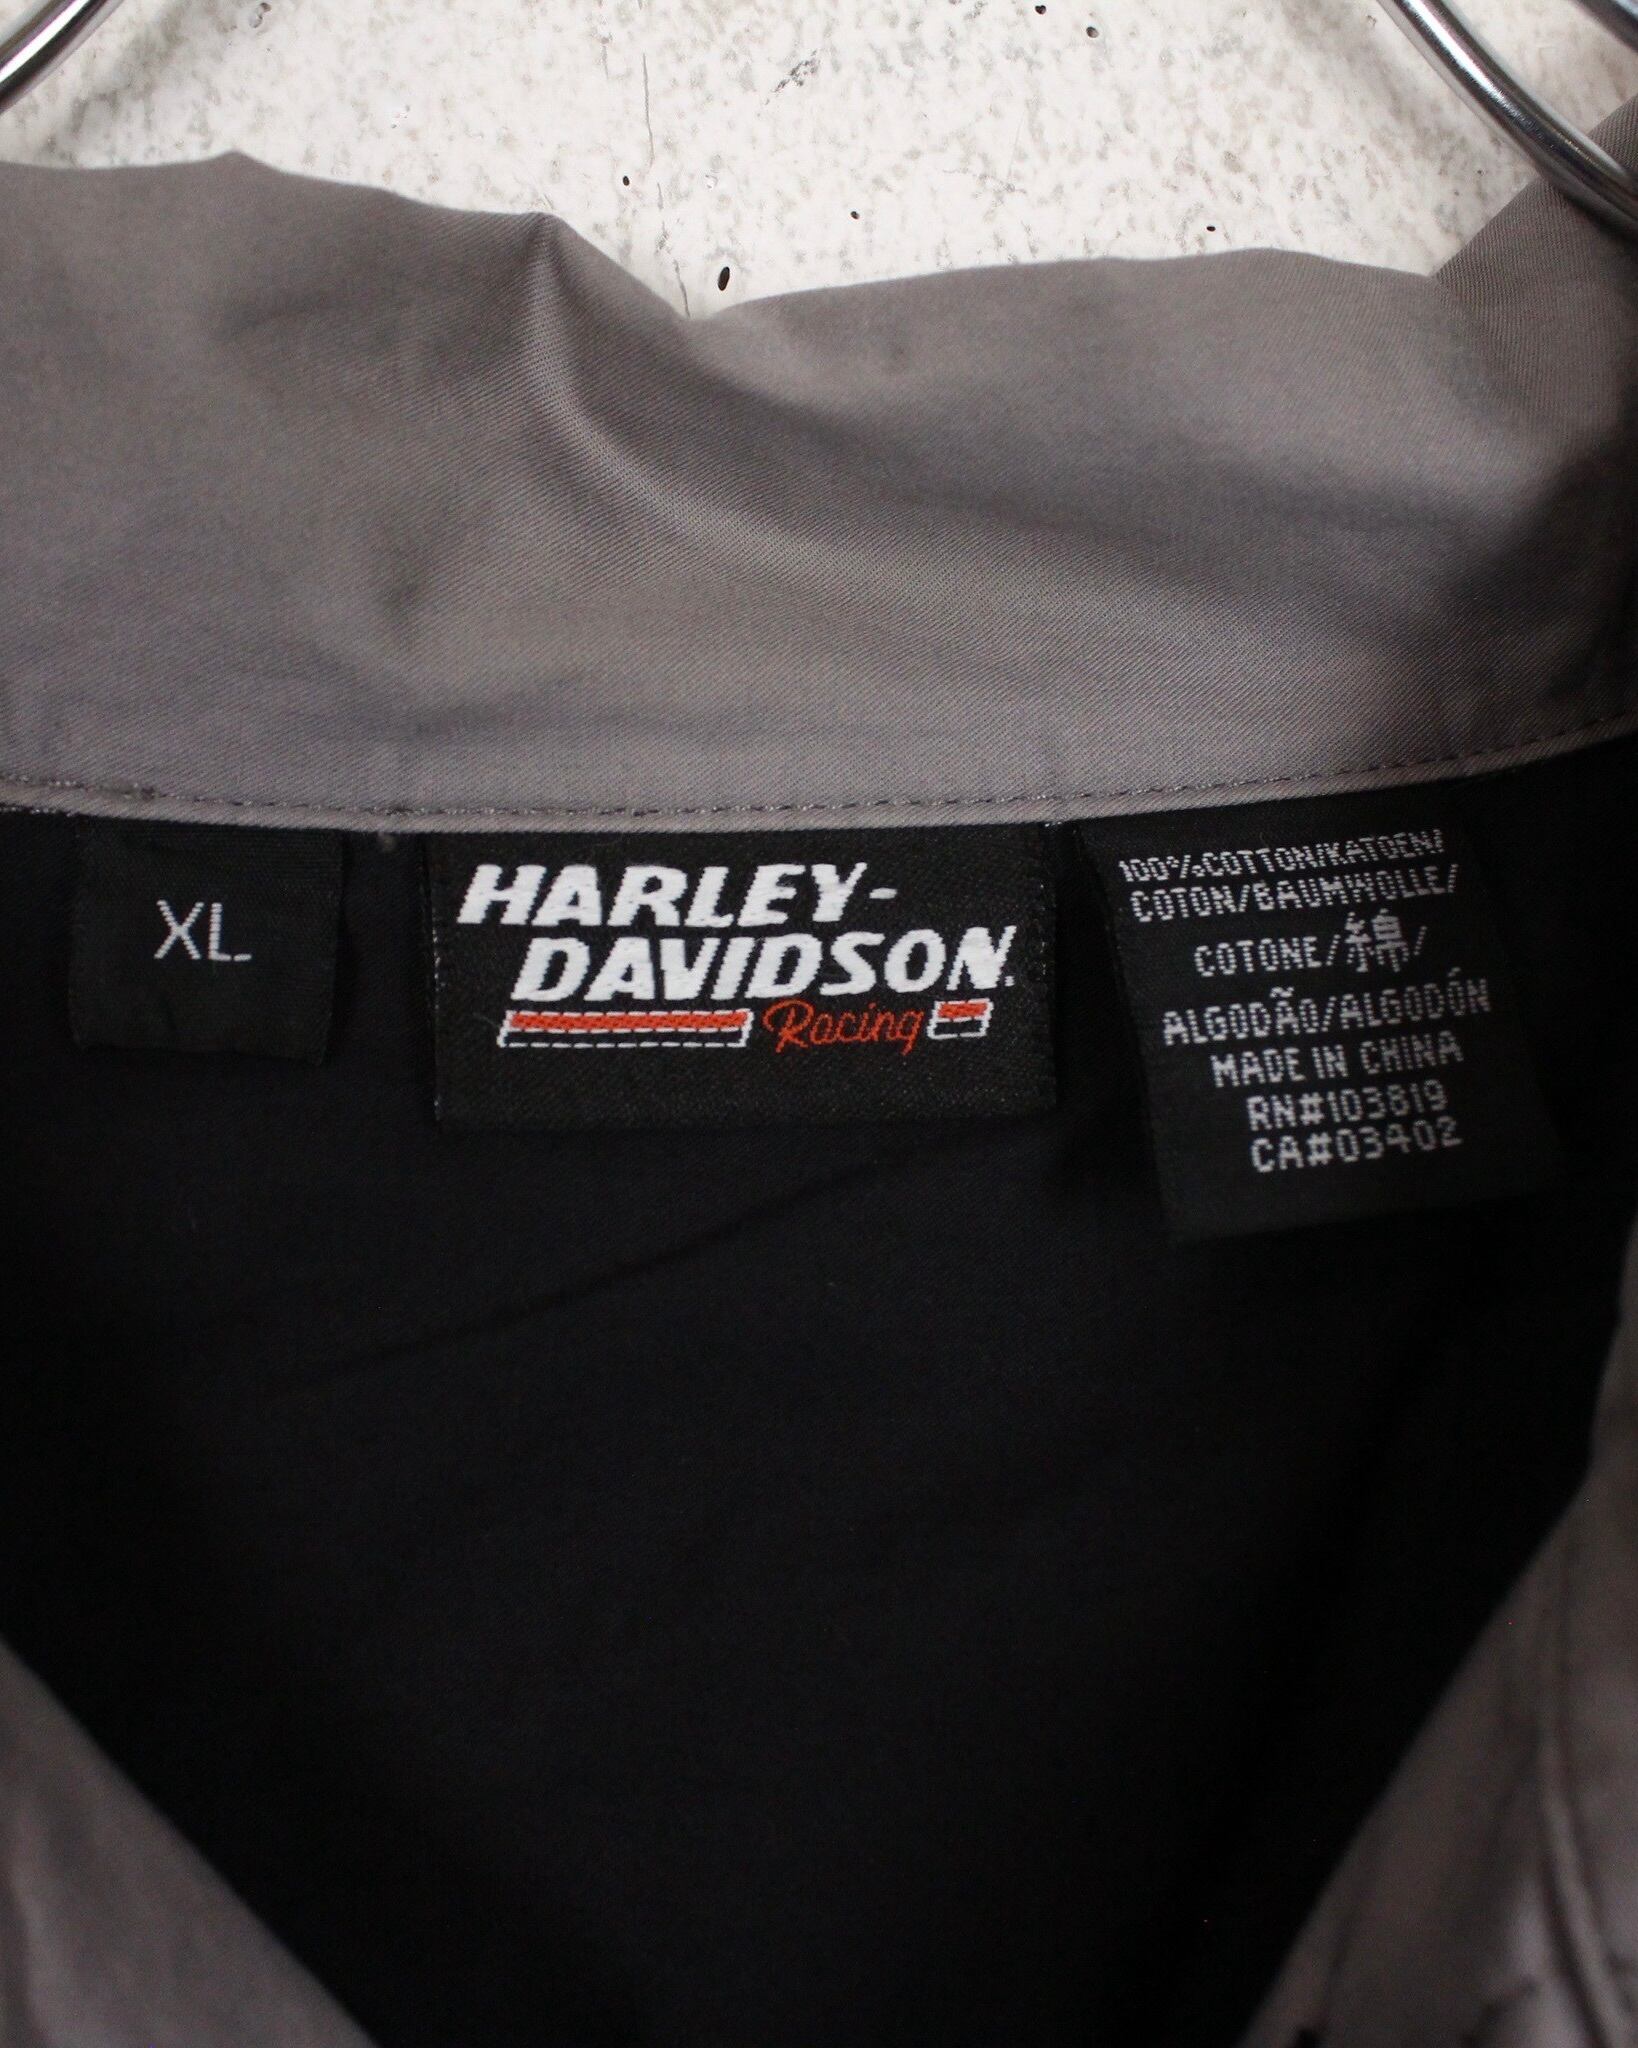 XL
HARLEY-
DAVIDSON
Racing
100%COTTON/KATOEN/
COTON/BAUMWOLLE/
COTONE/綿/
ALGODÃO/ALGODÓN
MADE IN CHINA
RN#103819
CA#03402